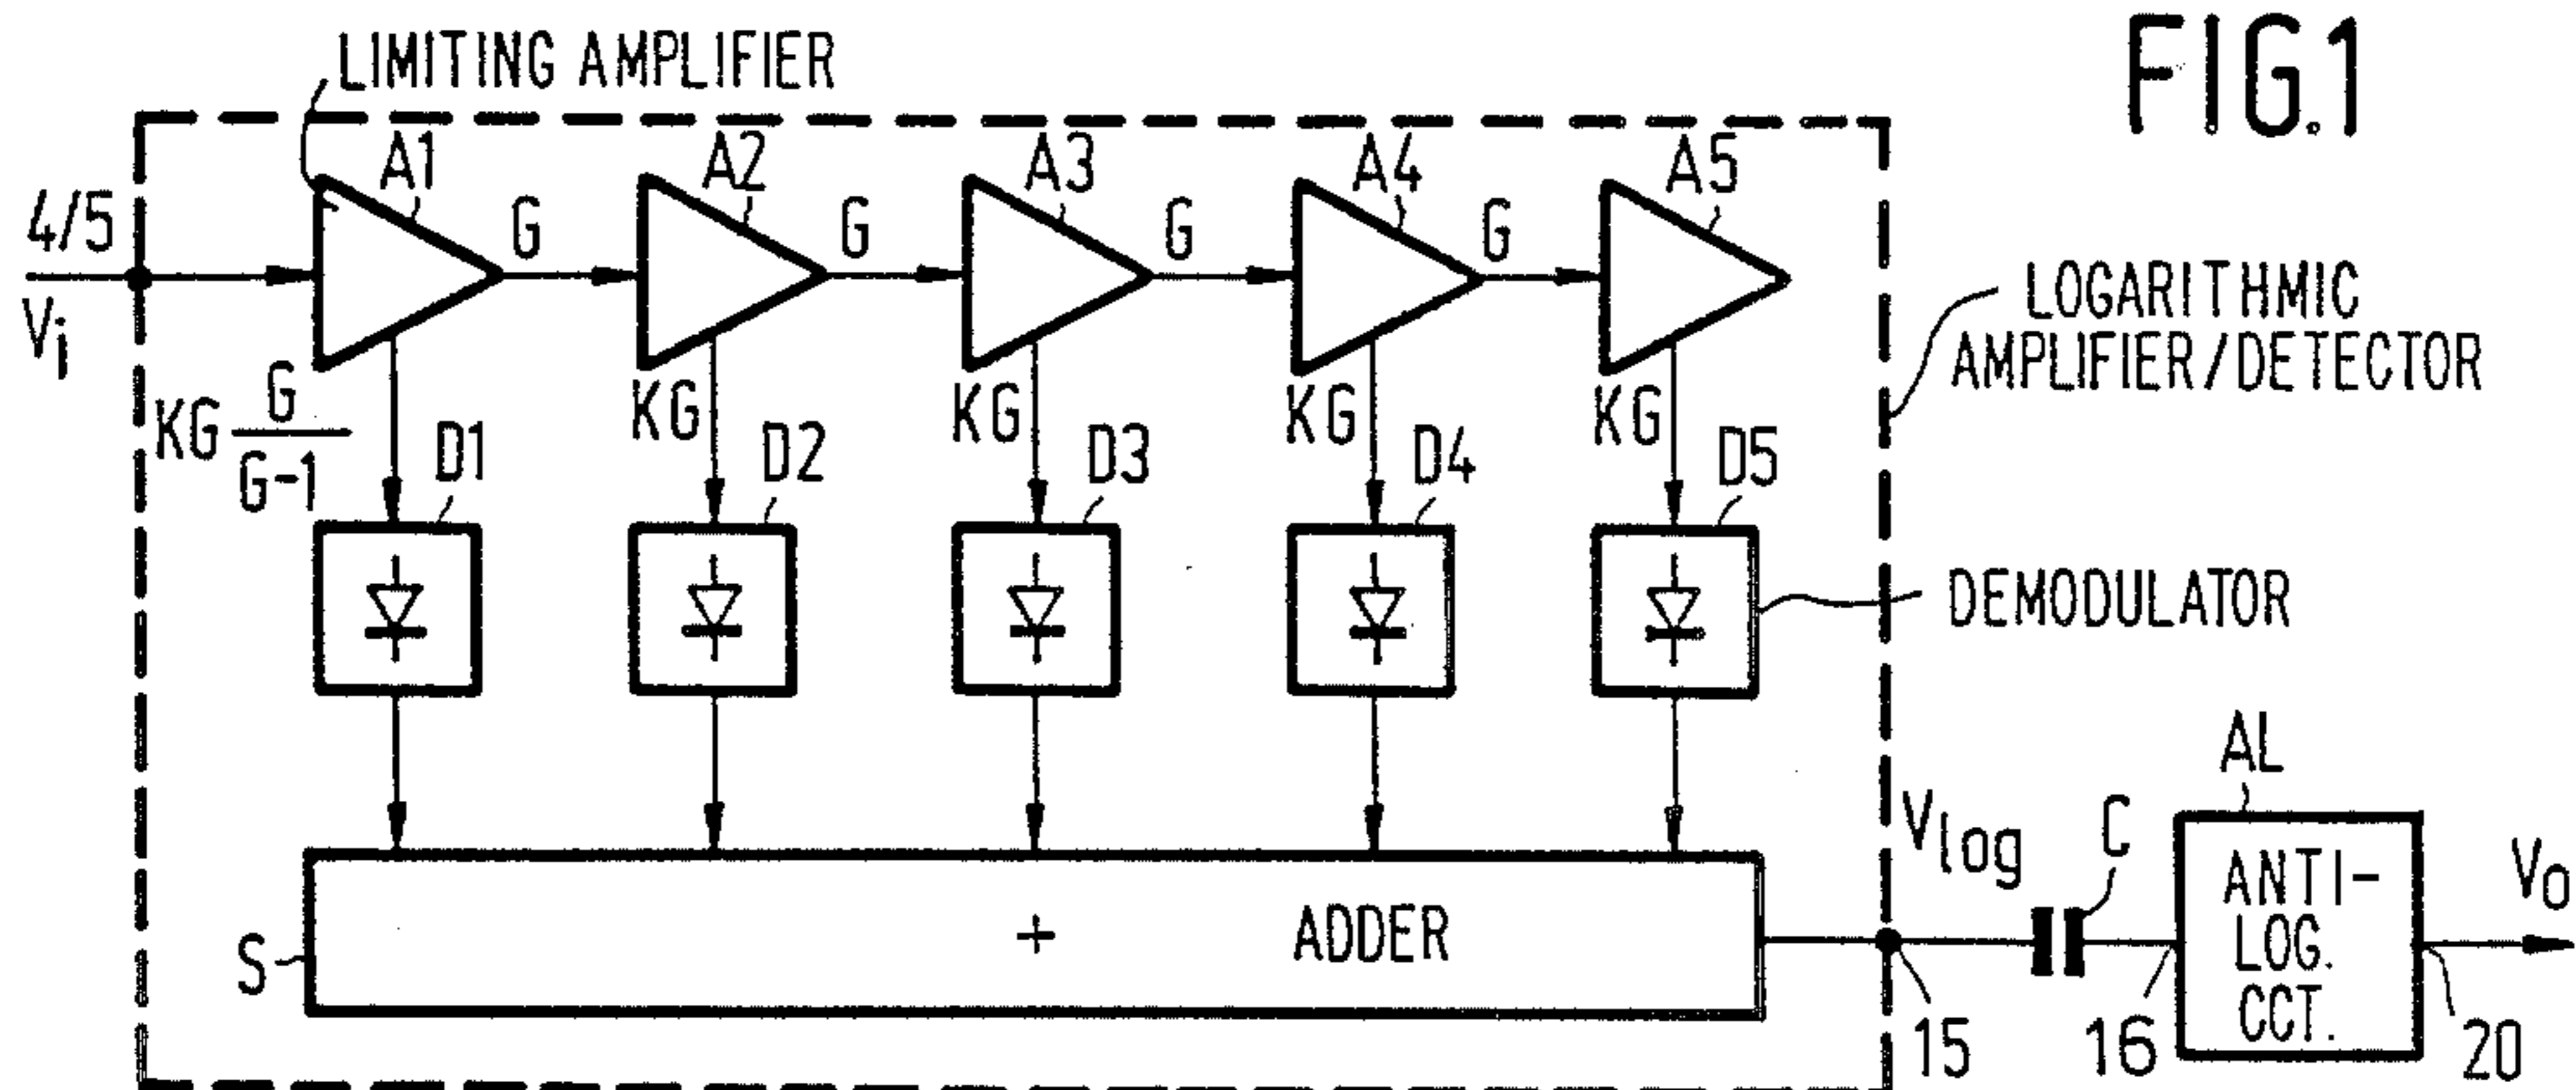 FIG.1
LIMITING AMPLIFIER
A1
A2
A3
A4
A5
4/5
G
G
G
G
Vi
LOGARITHMIC
AMPLIFIER/DETECTOR
KG G/G-1
KG
KG
KG
KG
D1
D2
D3
D4
D5
DEMODULATOR
AL
Vlog
C
S
+
ADDER
ANTI-
LOG.
CCT.
Vo
15
16
20